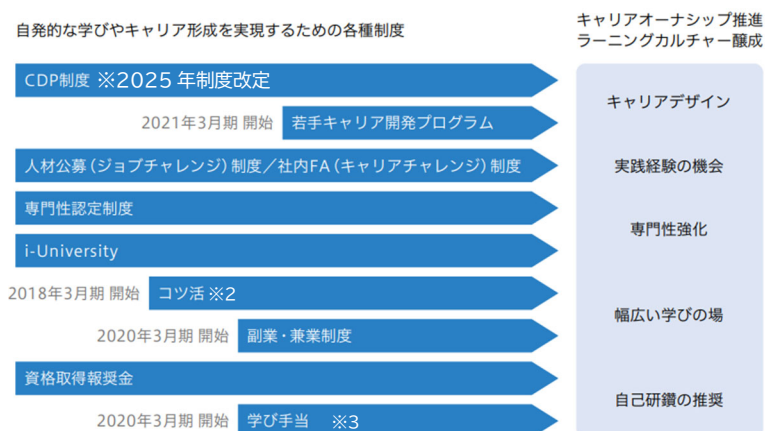 自発的な学びやキャリア形成を実現するための各種制度
キャリアオーナシップ推進
ラーニングカルチャー醸成
CDP制度 ※2025 年制度改定
キャリアデザイン
2021年3月期 開始 若手キャリア開発プログラム
人材公募（ジョブチャレンジ）制度／社内FA（キャリアチャレンジ）制度
実践経験の機会
専門性認定制度
専門性強化
i-University
2018年3月期 開始 コツ活 ※2
幅広い学びの場
2020年3月期 開始 副業・兼業制度
資格取得報奨金
自己研鑽の推奨
2020年3月期 開始 学び手当 ※3